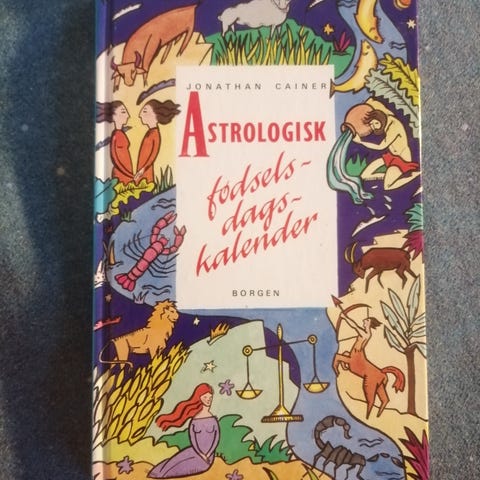 JONATHAN CAINER
ASTROLOGISK
fødsels-
dags-
kalender
BORGEN